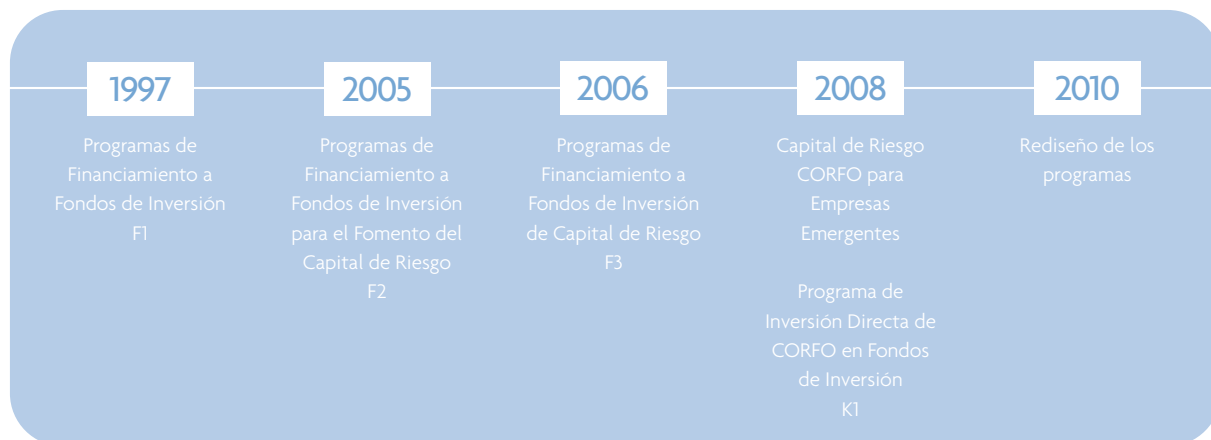 1997
Programas de
Financiamiento a
Fondos de Inversión
F1
2005
Programas de
Financiamiento a
Fondos de Inversión
para el Fomento del
Capital de Riesgo
F2
2006
Programas de
Financiamiento a
Fondos de Inversión
de Capital de Riesgo
F3
2008
Capital de Riesgo
CORFO para
Empresas
Emergentes
Programa de
Inversión Directa de
CORFO en Fondos
de Inversión
K1
2010
Rediseño de los
programas